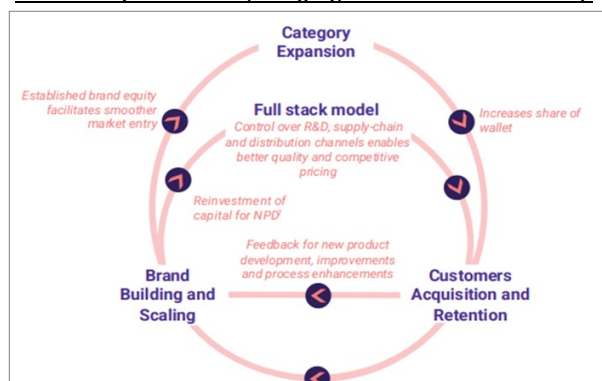 Category
Expansion
Established brand equity
facilitates smoother
market entry
Increases share of
wallet
Full stack model
Control over R&D, supply-chain
and distribution channels enables
better quality and competitive
pricing
Reinvestment of
capital for NPD¹
Feedback for new product
development, improvements
and process enhancements
Brand
Building and
Scaling
Customers
Acquisition and
Retention